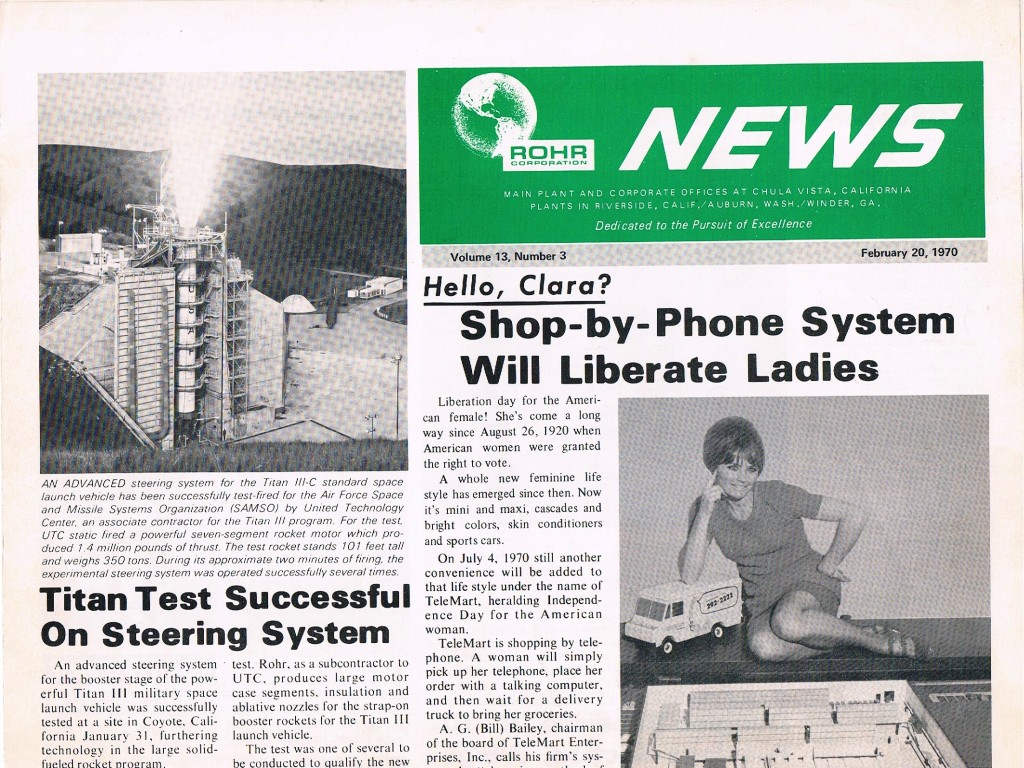 ROHR
CORPORATION
NEWS
MAIN PLANT AND CORPORATE OFFICES AT CHULA VISTA, CALIFORNIA
PLANTS IN RIVERSIDE, CALIF./AUBURN, WASH./WINDER, GA.
Dedicated to the Pursuit of Excellence
Volume 13, Number 3
February 20, 1970
AN ADVANCED steering system for the Titan III-C standard space
launch vehicle has been successfully test-fired for the Air Force Space
and Missile Systems Organization (SAMSO) by United Technology
Center, an associate contractor for the Titan III program. For the test,
UTC static fired a powerful seven-segment rocket motor which pro-
duced 1.4 million pounds of thrust. The test rocket stands 101 feet tall
and weighs 350 tons. During its approximate two minutes of firing, the
experimental steering system was operated successfully several times.
Titan Test Successful
On Steering System
An advanced steering system
for the booster stage of the pow-
erful Titan III military space
launch vehicle was successfully
tested at a site in Coyote, Cali-
fornia January 31, furthering
technology in the large solid-
fueled rocket program.
test. Rohr, as a subcontractor to
UTC, produces large motor
case segments, insulation and
ablative nozzles for the strap-on
booster rockets for the Titan III
launch vehicle.
The test was one of several to
be conducted to qualify the new
Hello, Clara?
Shop-by-Phone System
Will Liberate Ladies
Liberation day for the Ameri-
can female! She's come a long
way since August 26, 1920 when
American women were granted
the right to vote.
A whole new feminine life
style has emerged since then. Now
it's mini and maxi, cascades and
bright colors, skin conditioners
and sports cars.
On July 4, 1970 still another
convenience will be added to
that life style under the name of
TeleMart, heralding Independ-
ence Day for the American
woman.
TeleMart is shopping by tele-
phone. A woman will simply
pick up her telephone, place her
order with a talking computer,
and then wait for a delivery
truck to bring her groceries.
A. G. (Bill) Bailey, chairman
of the board of TeleMart Enter-
prises, Inc., calls his firm's sys-
292-2222